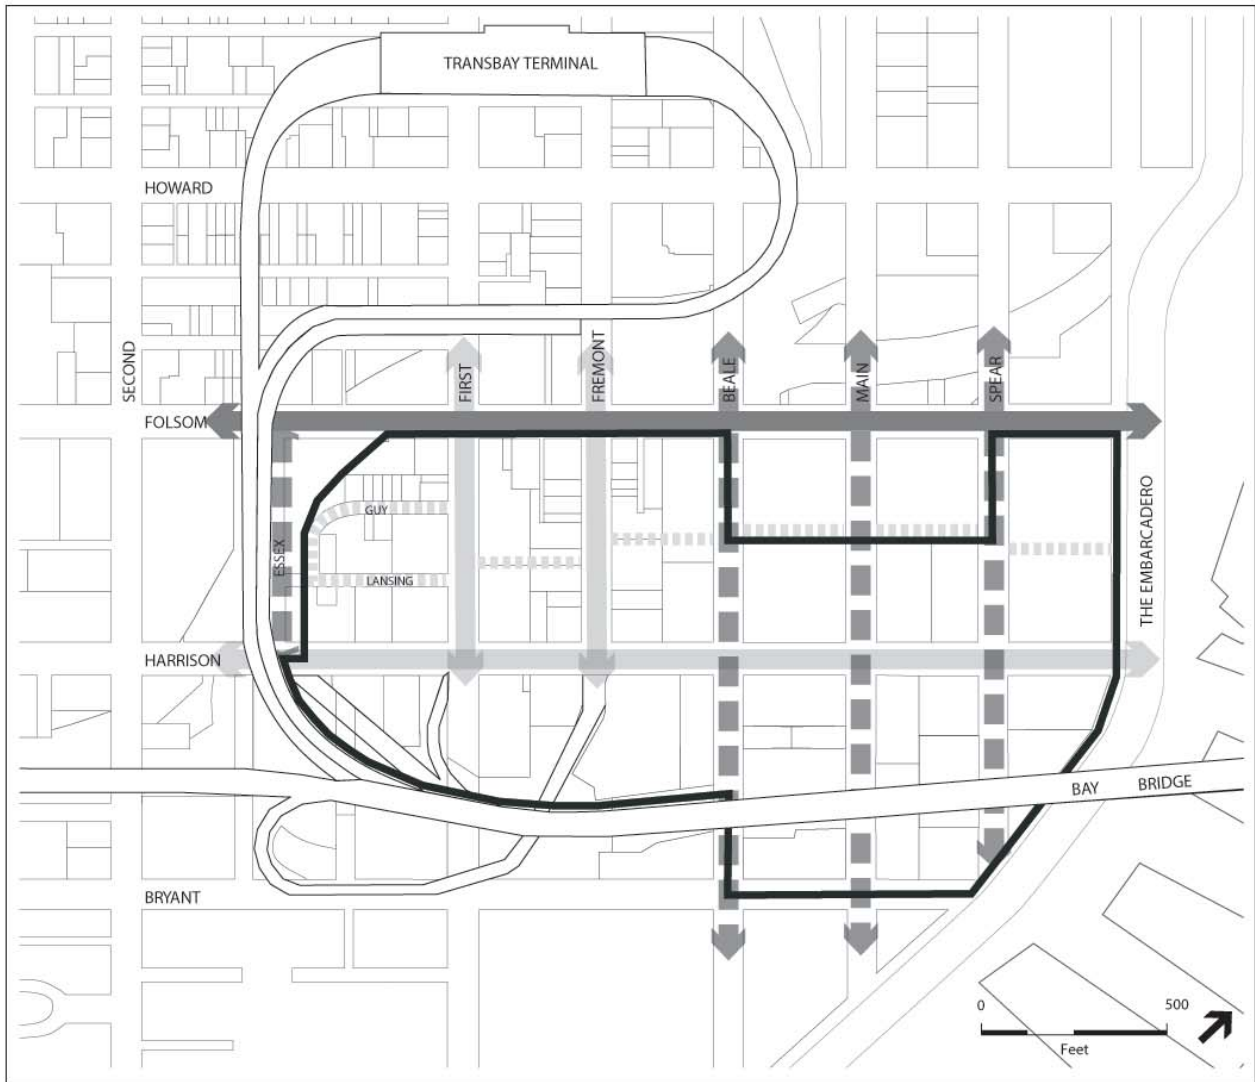 TRANSBAY TERMINAL
HOWARD
SECOND
FIRST
FREMONT
BEALE
MAIN
SPEAR
FOLSOM
GUY
ESSEX
LANSING
THE EMBARCADERO
HARRISON
BAY BRIDGE
BRYANT
0 500
Feet